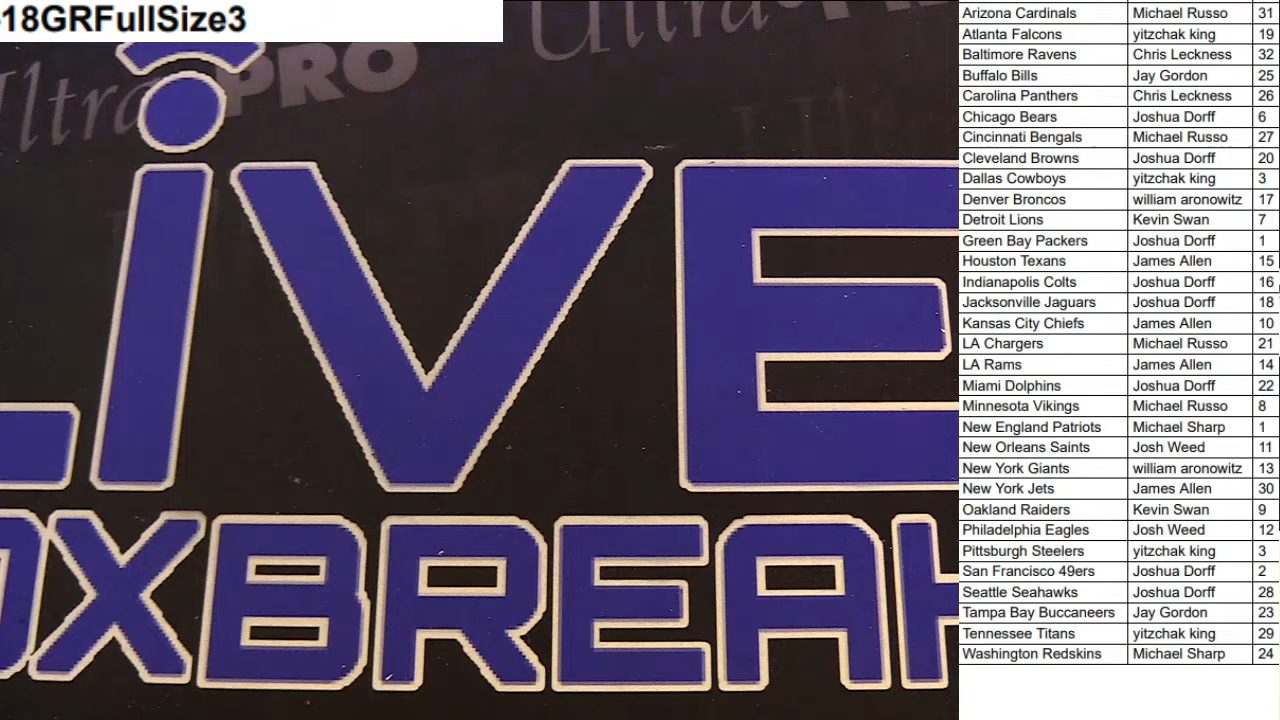 18GRFullSize3
Ultra PRO
Ultra PRO
LiVE
OXBREAK
Arizona Cardinals Michael Russo 31
Atlanta Falcons yitzchak king 19
Baltimore Ravens Chris Leckness 32
Buffalo Bills Jay Gordon 25
Carolina Panthers Chris Leckness 26
Chicago Bears Joshua Dorff 6
Cincinnati Bengals Michael Russo 27
Cleveland Browns Joshua Dorff 20
Dallas Cowboys yitzchak king 3
Denver Broncos william aronowitz 17
Detroit Lions Kevin Swan 7
Green Bay Packers Joshua Dorff 1
Houston Texans James Allen 15
Indianapolis Colts Joshua Dorff 16
Jacksonville Jaguars Joshua Dorff 18
Kansas City Chiefs James Allen 10
LA Chargers Michael Russo 21
LA Rams James Allen 14
Miami Dolphins Joshua Dorff 22
Minnesota Vikings Michael Russo 8
New England Patriots Michael Sharp 1
New Orleans Saints Josh Weed 11
New York Giants william aronowitz 13
New York Jets James Allen 30
Oakland Raiders Kevin Swan 9
Philadelphia Eagles Josh Weed 12
Pittsburgh Steelers yitzchak king 3
San Francisco 49ers Joshua Dorff 2
Seattle Seahawks Joshua Dorff 28
Tampa Bay Buccaneers Jay Gordon 23
Tennessee Titans yitzchak king 29
Washington Redskins Michael Sharp 24